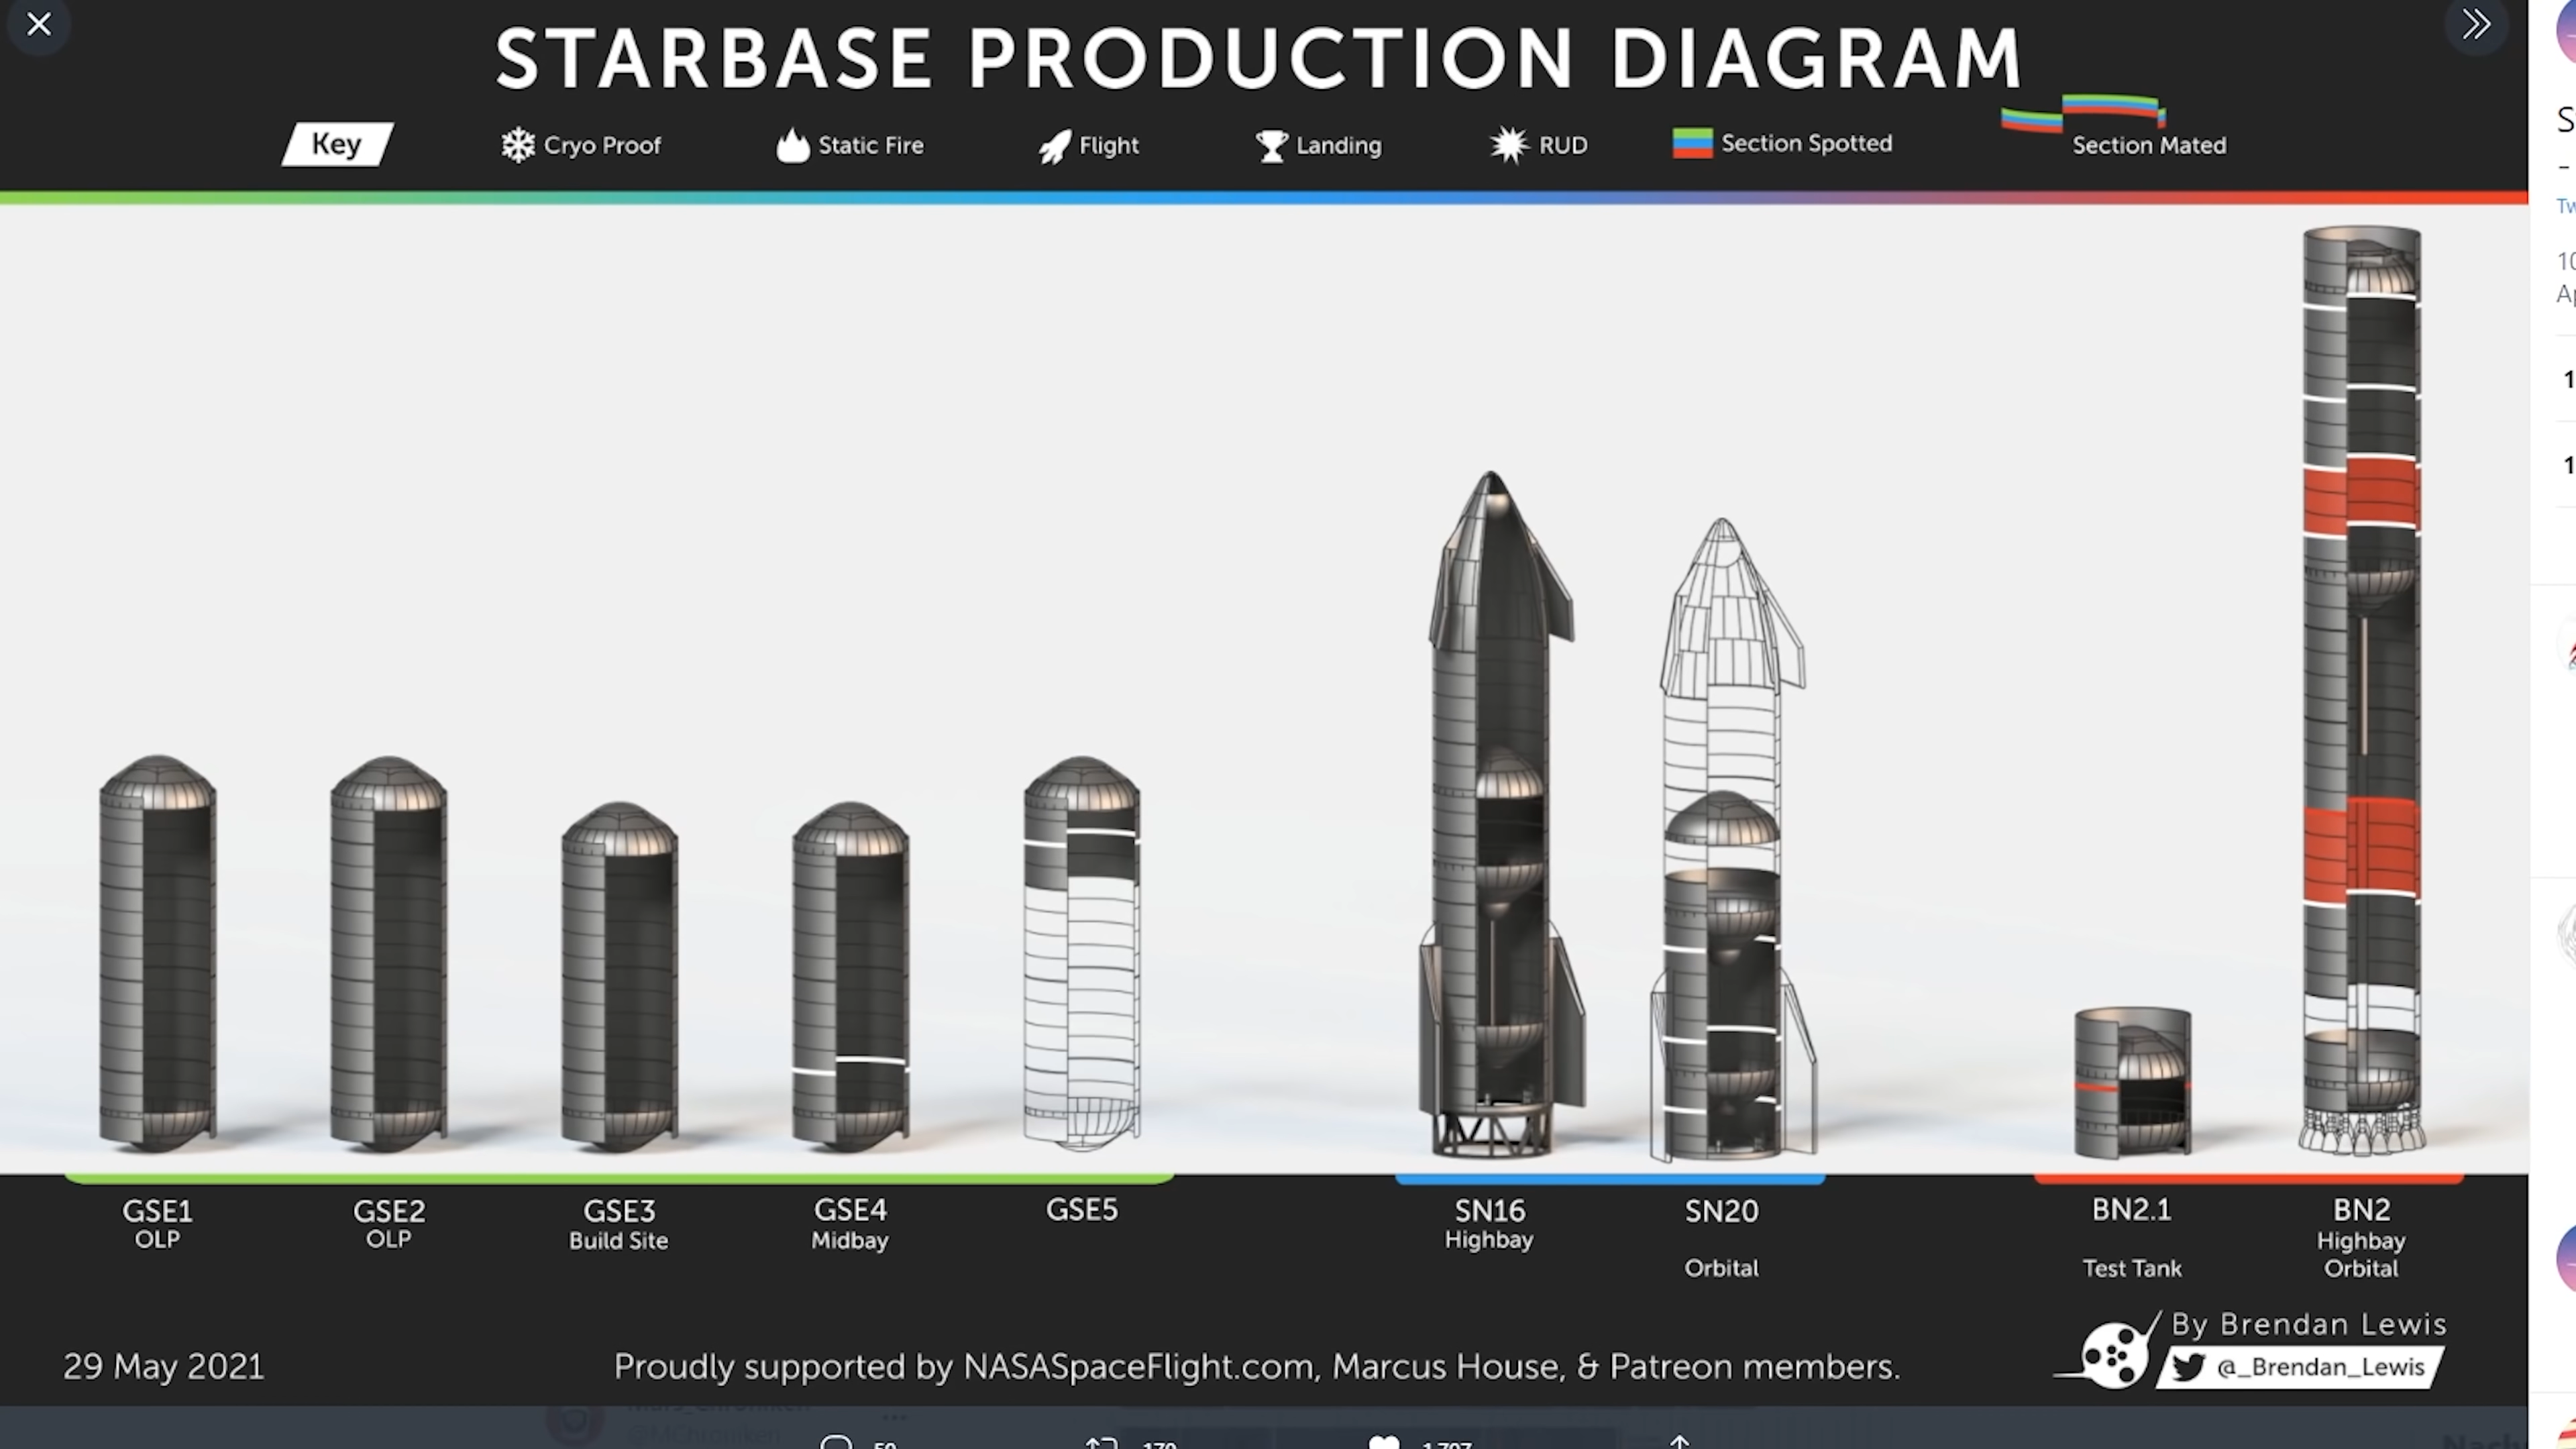 STARBASE PRODUCTION DIAGRAM
Key
Cryo Proof
Static Fire
Flight
Landing
RUD
Section Spotted
Section Mated
GSE1
OLP
GSE2
OLP
GSE3
Build Site
GSE4
Midbay
GSE5
SN16
Highbay
SN20
Orbital
BN2.1
Test Tank
BN2
Highbay
Orbital
29 May 2021
Proudly supported by NASASpaceFlight.com, Marcus House, & Patreon members.
By Brendan Lewis
@_Brendan_Lewis